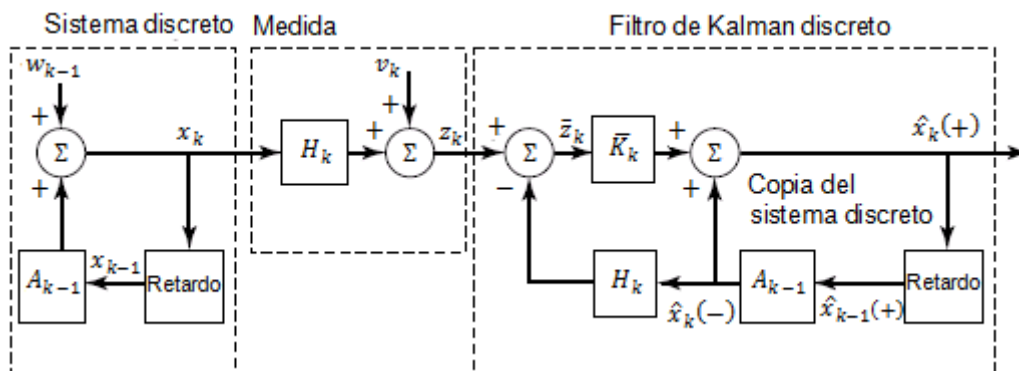 Sistema discreto
Medida
Filtro de Kalman discreto
w_{k−1}
+
Σ
+
x_k
A_{k−1}
x_{k−1}
Retardo
H_k
v_k
+
+
Σ
z_k
+
−
Σ
z̄_k
K̄_k
+
+
Σ
x̂_k(+)
Copia del
sistema discreto
H_k
x̂_k(−)
A_{k−1}
x̂_{k−1}(+)
Retardo